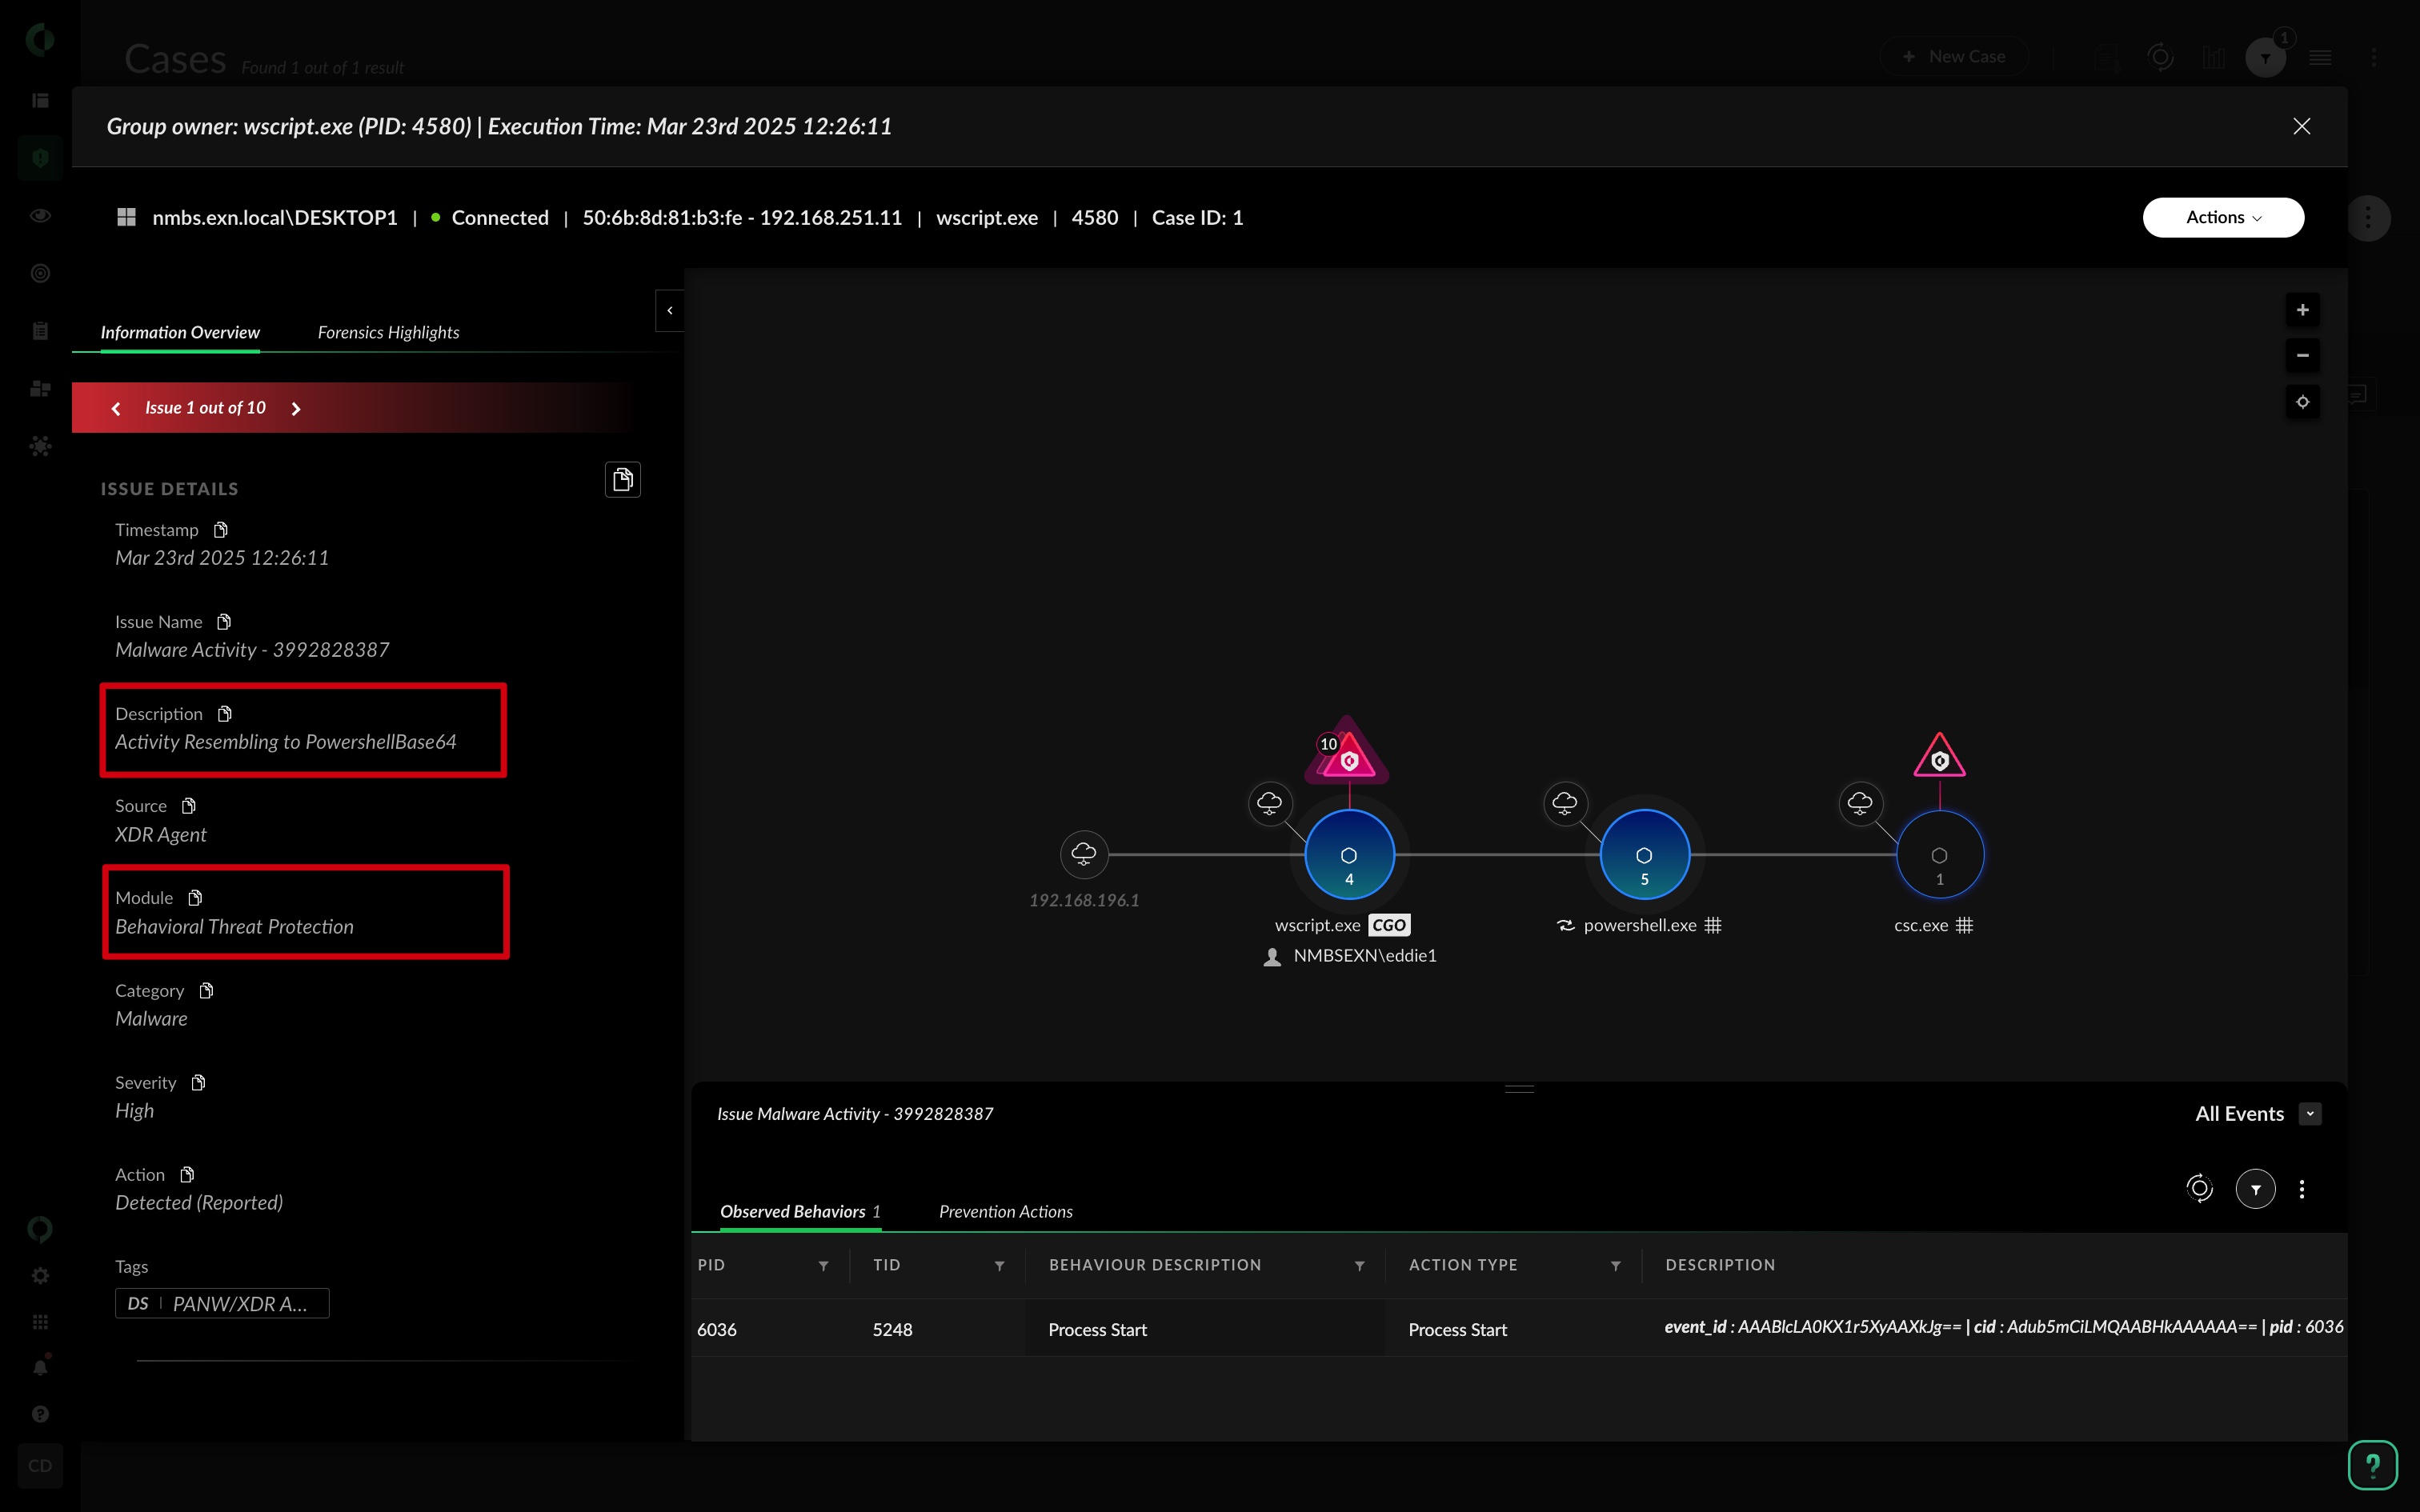 Cases Found 1 out of 1 result
+ New Case
1
Group owner: wscript.exe (PID: 4580) | Execution Time: Mar 23rd 2025 12:26:11
nmbs.exn.local\DESKTOP1 | Connected | 50:6b:8d:81:b3:fe - 192.168.251.11 | wscript.exe | 4580 | Case ID: 1
Actions
Information Overview Forensics Highlights
Issue 1 out of 10
ISSUE DETAILS
Timestamp
Mar 23rd 2025 12:26:11
Issue Name
Malware Activity - 3992828387
Description
Activity Resembling to PowershellBase64
Source
XDR Agent
Module
Behavioral Threat Protection
Category
Malware
Severity
High
Action
Detected (Reported)
Tags
DS | PANW/XDR A...
CD
10
4 5 1
192.168.196.1
wscript.exe CGO
NMBSEXN\eddie1
powershell.exe
csc.exe
Issue Malware Activity - 3992828387
All Events
Observed Behaviors 1 Prevention Actions
PID TID BEHAVIOUR DESCRIPTION ACTION TYPE DESCRIPTION
6036 5248 Process Start Process Start event_id : AAABlcLA0KX1r5XyAAXkJg== | cid : Adub5mCiLMQAABHkAAAAAA== | pid : 6036
?